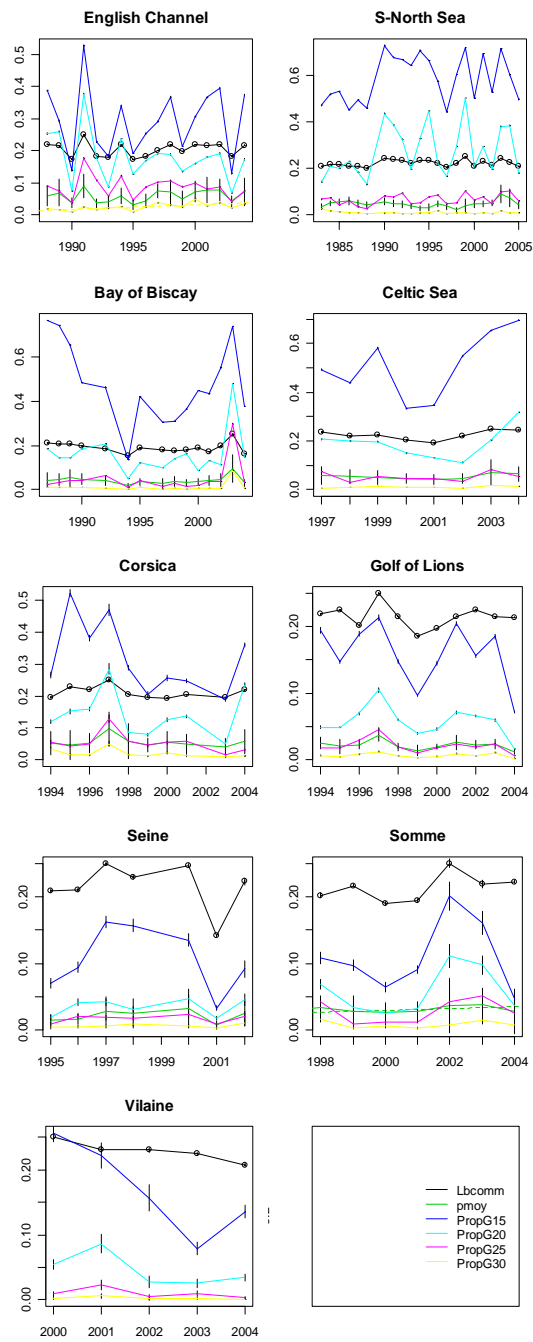 English Channel
S-North Sea
0.0 0.1 0.2 0.3 0.4 0.5
0.0 0.2 0.4 0.6
1990 1995 2000
1985 1990 1995 2000 2005
Bay of Biscay
Celtic Sea
0.0 0.2 0.4 0.6
0.0 0.2 0.4 0.6
1990 1995 2000
1997 1999 2001 2003
Corsica
Golf of Lions
0.0 0.1 0.2 0.3 0.4 0.5
0.00 0.10 0.20
1994 1996 1998 2000 2002 2004
1994 1996 1998 2000 2002 2004
Seine
Somme
0.00 0.10 0.20
0.00 0.10 0.20
1995 1997 1999 2001
1998 2000 2002 2004
Vilaine
0.00 0.10 0.20
2000 2001 2002 2003 2004
Lbcomm
pmoy
PropG15
PropG20
PropG25
PropG30